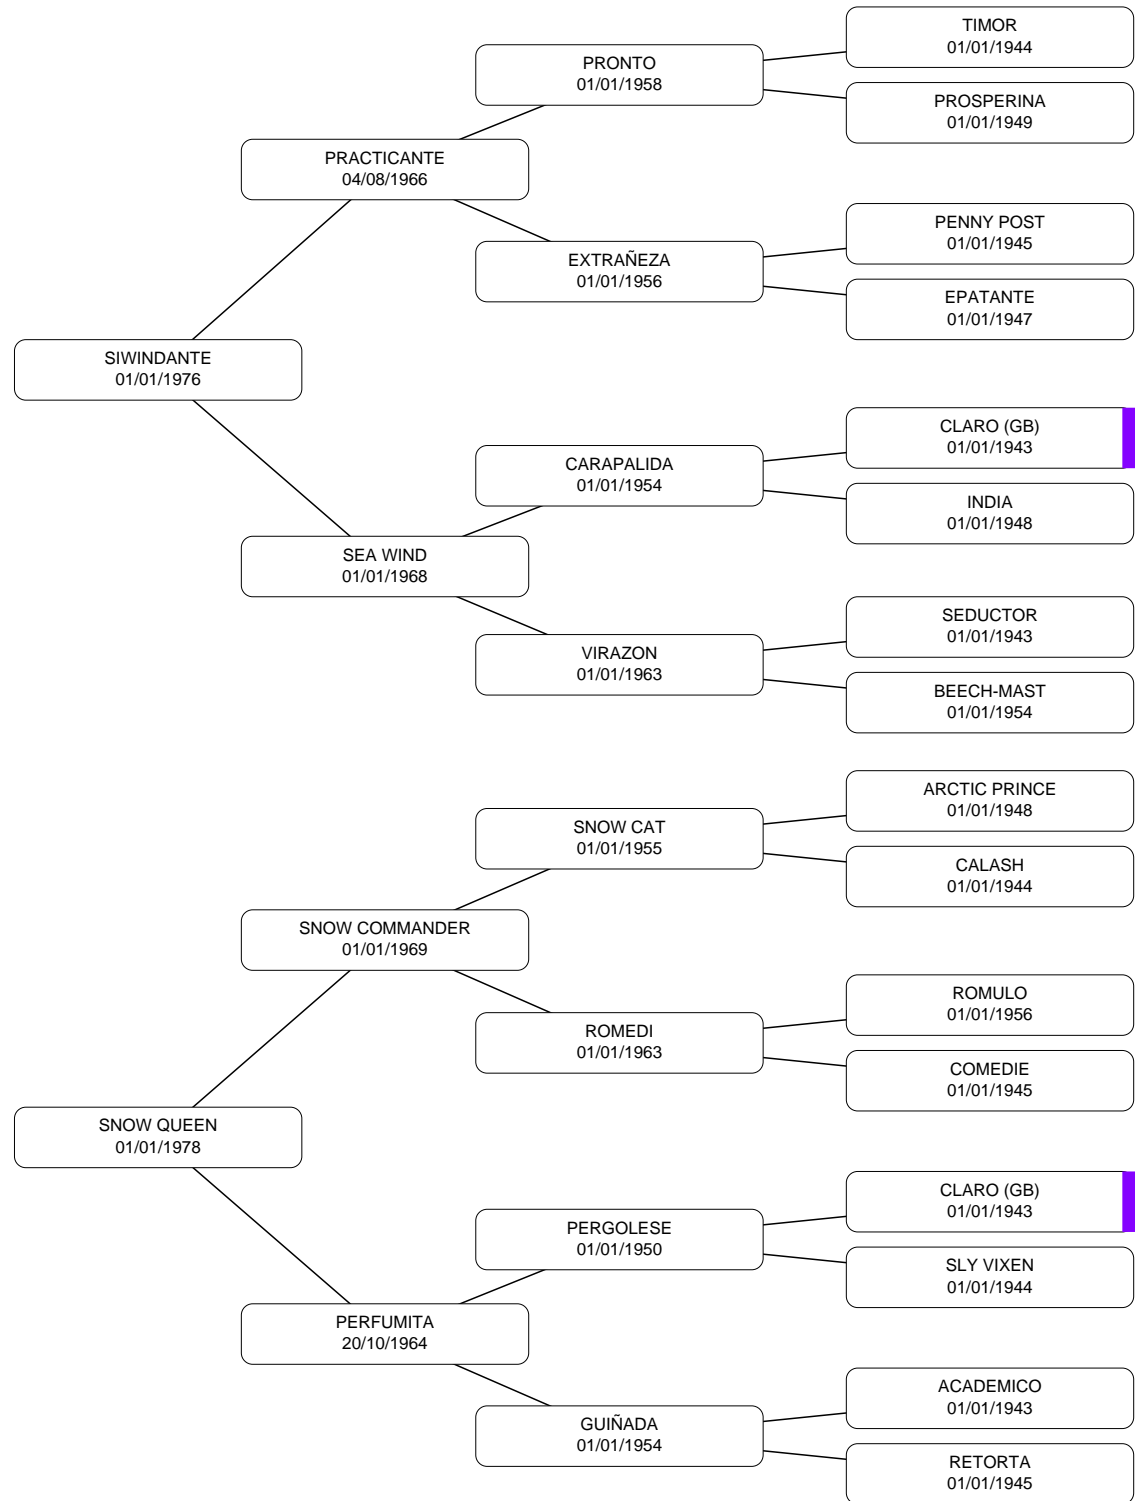 TIMOR
01/01/1944
PRONTO
01/01/1958
PROSPERINA
01/01/1949
PRACTICANTE
04/08/1966
PENNY POST
01/01/1945
EXTRAÑEZA
01/01/1956
EPATANTE
01/01/1947
SIWINDANTE
01/01/1976
CLARO (GB)
01/01/1943
CARAPALIDA
01/01/1954
INDIA
01/01/1948
SEA WIND
01/01/1968
SEDUCTOR
01/01/1943
VIRAZON
01/01/1963
BEECH-MAST
01/01/1954
ARCTIC PRINCE
01/01/1948
SNOW CAT
01/01/1955
CALASH
01/01/1944
SNOW COMMANDER
01/01/1969
ROMULO
01/01/1956
ROMEDI
01/01/1963
COMEDIE
01/01/1945
SNOW QUEEN
01/01/1978
CLARO (GB)
01/01/1943
PERGOLESE
01/01/1950
SLY VIXEN
01/01/1944
PERFUMITA
20/10/1964
ACADEMICO
01/01/1943
GUIÑADA
01/01/1954
RETORTA
01/01/1945